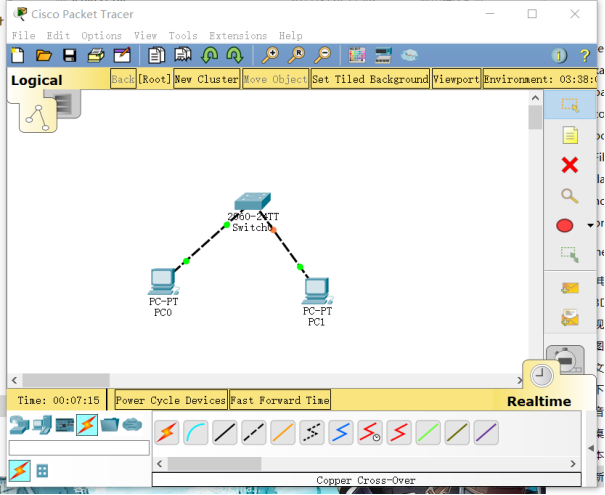 Cisco Packet Tracer
File Edit Options View Tools Extensions Help
Logical Back [Root] New Cluster Move Object Set Tiled Background Viewport Environment: 03:38:
2960-24TT
Switch0
PC-PT
PC0
PC-PT
PC1
Time: 00:07:15 Power Cycle Devices Fast Forward Time
Realtime
Copper Cross-Over